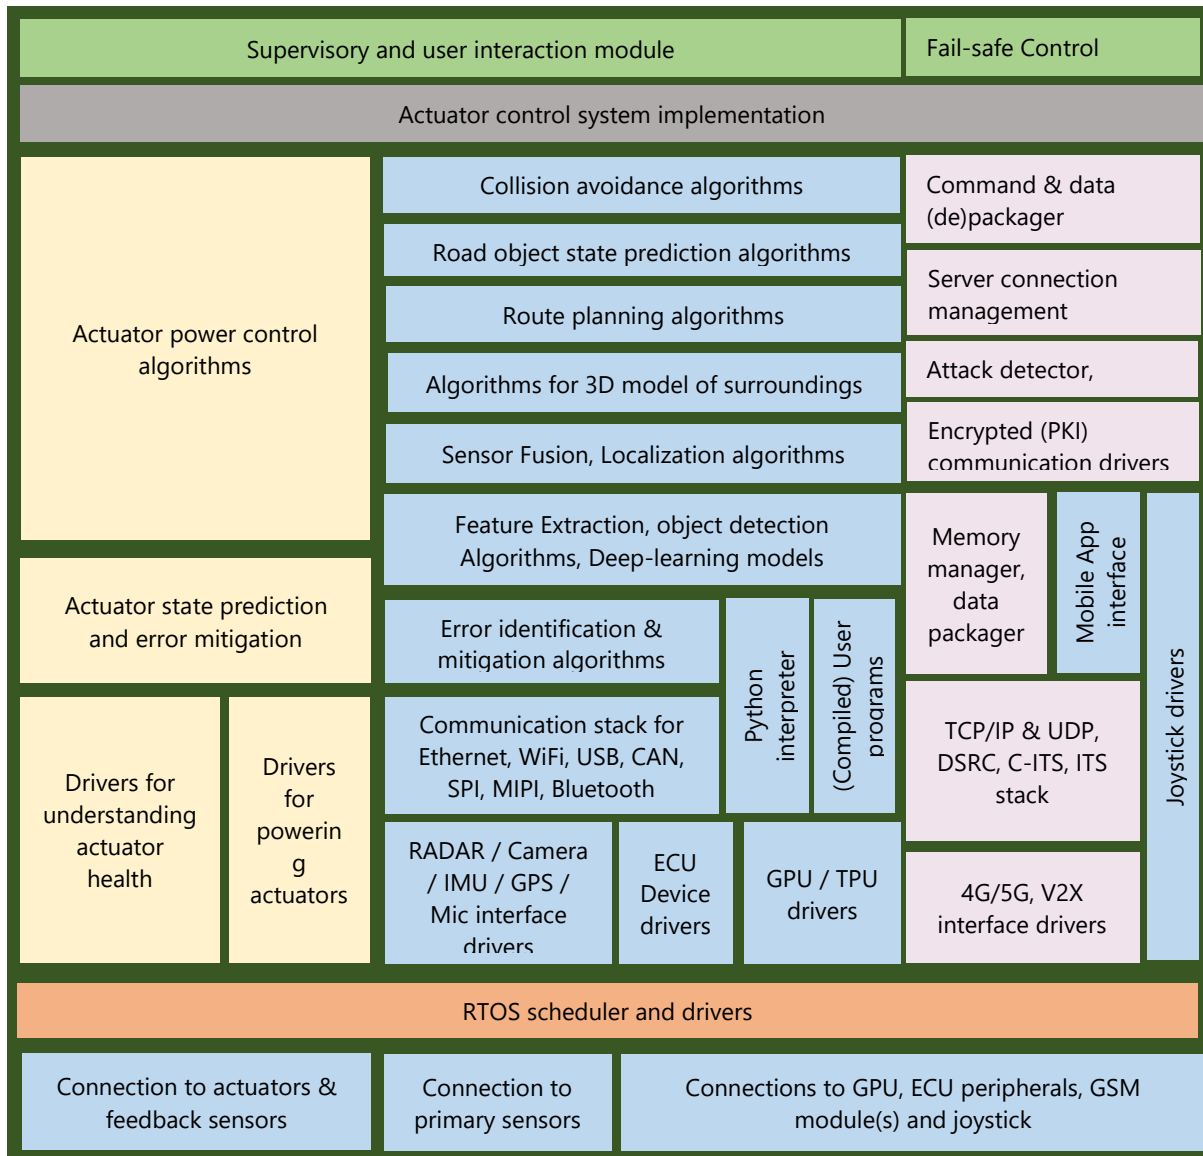 Supervisory and user interaction module
Fail-safe Control
Actuator control system implementation
Actuator power control
algorithms
Actuator state prediction
and error mitigation
Drivers for
understanding
actuator
health
Drivers
for
powerin
g
actuators
Collision avoidance algorithms
Road object state prediction algorithms
Route planning algorithms
Algorithms for 3D model of surroundings
Sensor Fusion, Localization algorithms
Feature Extraction, object detection
Algorithms, Deep-learning models
Error identification &
mitigation algorithms
Communication stack for
Ethernet, WiFi, USB, CAN,
SPI, MIPI, Bluetooth
Python
interpreter
(Compiled) User
programs
RADAR / Camera
/ IMU / GPS /
Mic interface
drivers
ECU
Device
drivers
GPU / TPU
drivers
Command & data
(de)packager
Server connection
management
Attack detector,
Encrypted (PKI)
communication drivers
Memory
manager,
data
packager
Mobile App
interface
Joystick drivers
TCP/IP & UDP,
DSRC, C-ITS, ITS
stack
4G/5G, V2X
interface drivers
RTOS scheduler and drivers
Connection to actuators &
feedback sensors
Connection to
primary sensors
Connections to GPU, ECU peripherals, GSM
module(s) and joystick